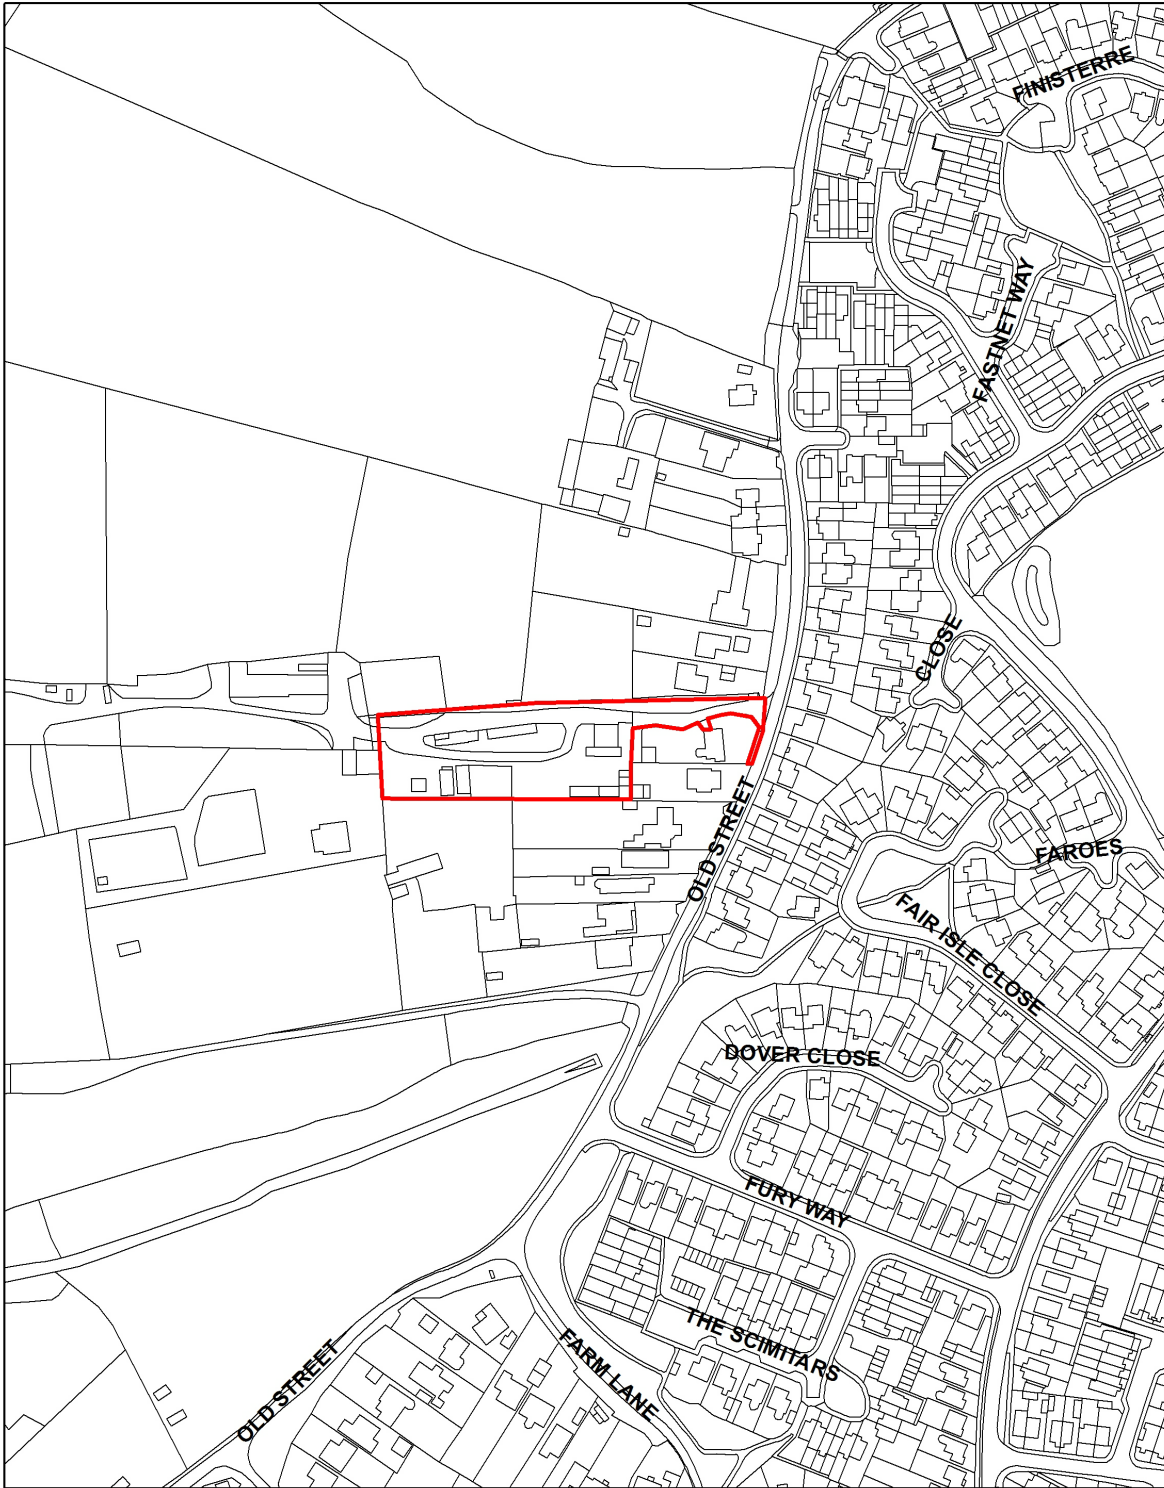 FINISTERRE
FASTNET WAY
CLOSE
OLD STREET
FAROES
FAIR ISLE CLOSE
DOVER CLOSE
FURY WAY
THE SCIMITARS
FARM LANE
OLD STREET